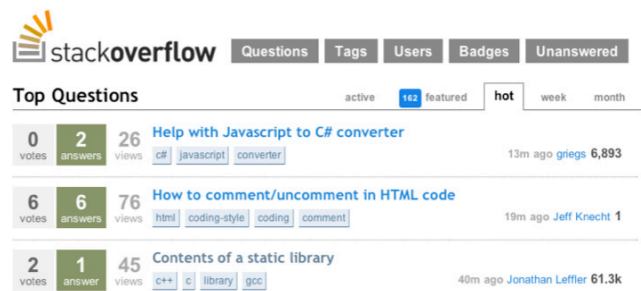 stackoverflow Questions Tags Users Badges Unanswered
Top Questions active 162 featured hot week month
0 2 26 Help with Javascript to C# converter
votes answers views c# javascript converter 13m ago griegs 6,893
6 6 76 How to comment/uncomment in HTML code
votes answers views html coding-style coding comment 19m ago Jeff Knecht 1
2 1 45 Contents of a static library
votes answer views c++ c library gcc 40m ago Jonathan Leffler 61.3k